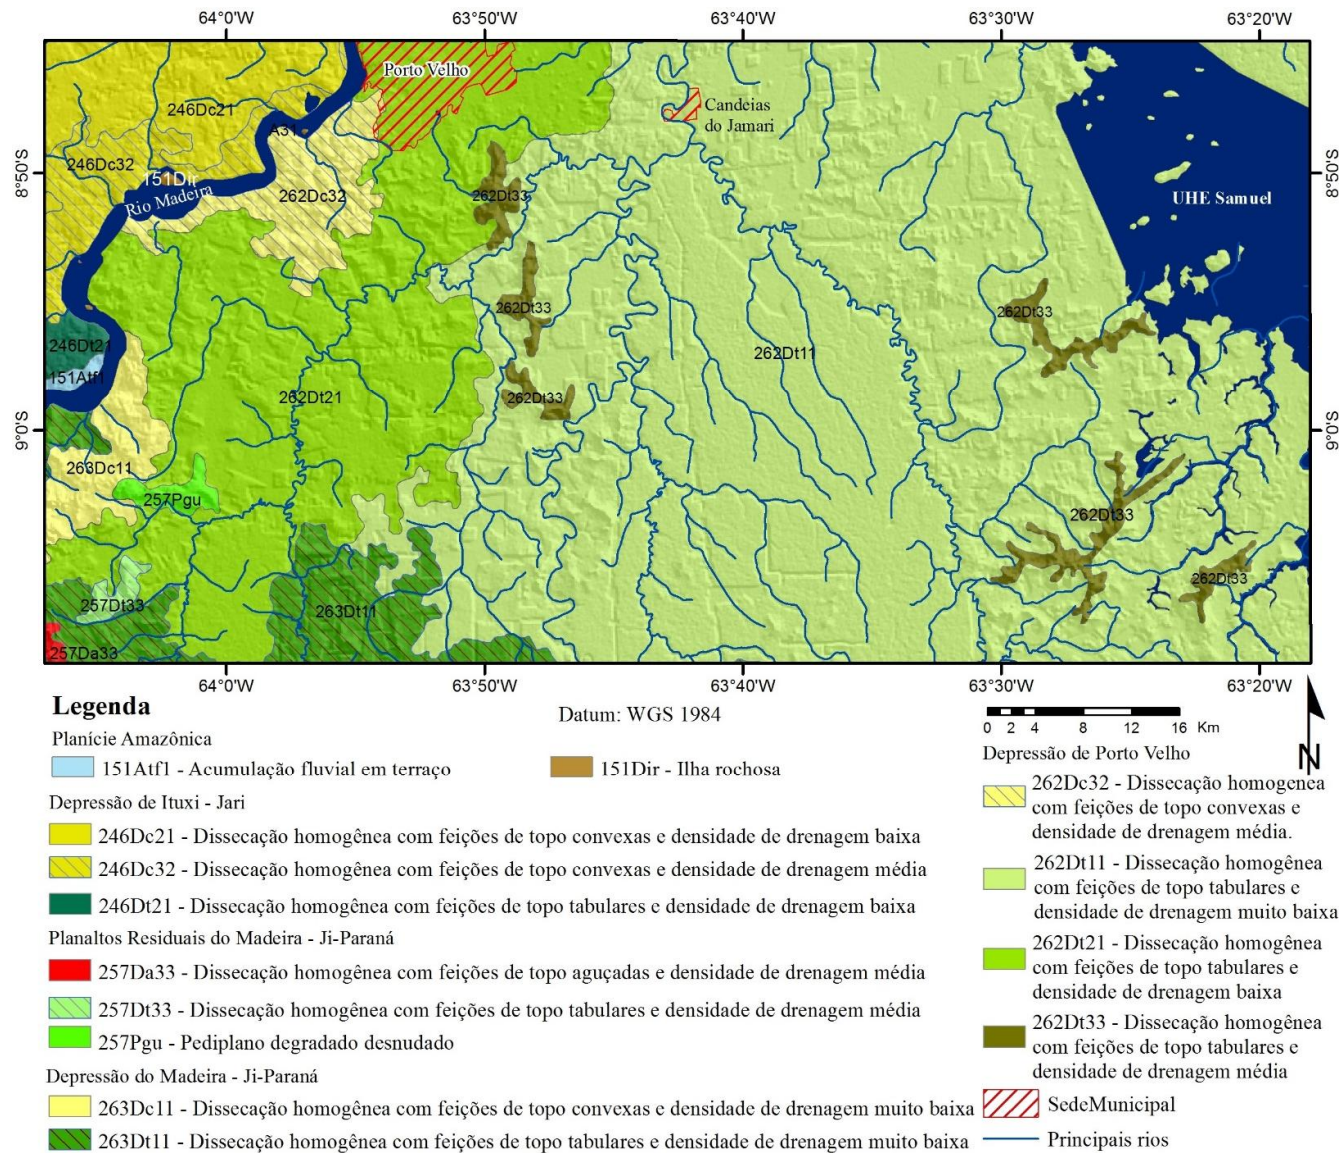 64°0'W 63°50'W 63°40'W 63°30'W 63°20'W
Porto Velho
Candeias
do Jamari
246Dc21
A31
246Dc32
151Dir
Rio Madeira
262Dc32
262Dt33
UHE Samuel
8°50'S 8°50'S
262Dt33
262Dt33
246Dt21
262Dt11
151Atf1
262Dt21
262Dt33
9°0'S 9°0'S
263Dc11
257Pgu
262Dt33
262Dt33
257Dt33
263Dt11
257Da33
64°0'W 63°50'W 63°40'W 63°30'W 63°20'W
Legenda
Datum: WGS 1984
0 2 4 8 12 16 Km
N
Planície Amazônica
151Atf1 - Acumulação fluvial em terraço
151Dir - Ilha rochosa
Depressão de Ituxi - Jari
246Dc21 - Dissecação homogênea com feições de topo convexas e densidade de drenagem baixa
246Dc32 - Dissecação homogênea com feições de topo convexas e densidade de drenagem média
246Dt21 - Dissecação homogênea com feições de topo tabulares e densidade de drenagem baixa
Planaltos Residuais do Madeira - Ji-Paraná
257Da33 - Dissecação homogênea com feições de topo aguçadas e densidade de drenagem média
257Dt33 - Dissecação homogênea com feições de topo tabulares e densidade de drenagem média
257Pgu - Pediplano degradado desnudado
Depressão do Madeira - Ji-Paraná
263Dc11 - Dissecação homogênea com feições de topo convexas e densidade de drenagem muito baixa
263Dt11 - Dissecação homogênea com feições de topo tabulares e densidade de drenagem muito baixa
Depressão de Porto Velho
262Dc32 - Dissecação homogênea
com feições de topo convexas e
densidade de drenagem média.
262Dt11 - Dissecação homogênea
com feições de topo tabulares e
densidade de drenagem muito baixa
262Dt21 - Dissecação homogênea
com feições de topo tabulares e
densidade de drenagem baixa
262Dt33 - Dissecação homogênea
com feições de topo tabulares e
densidade de drenagem média
SedeMunicipal
Principais rios